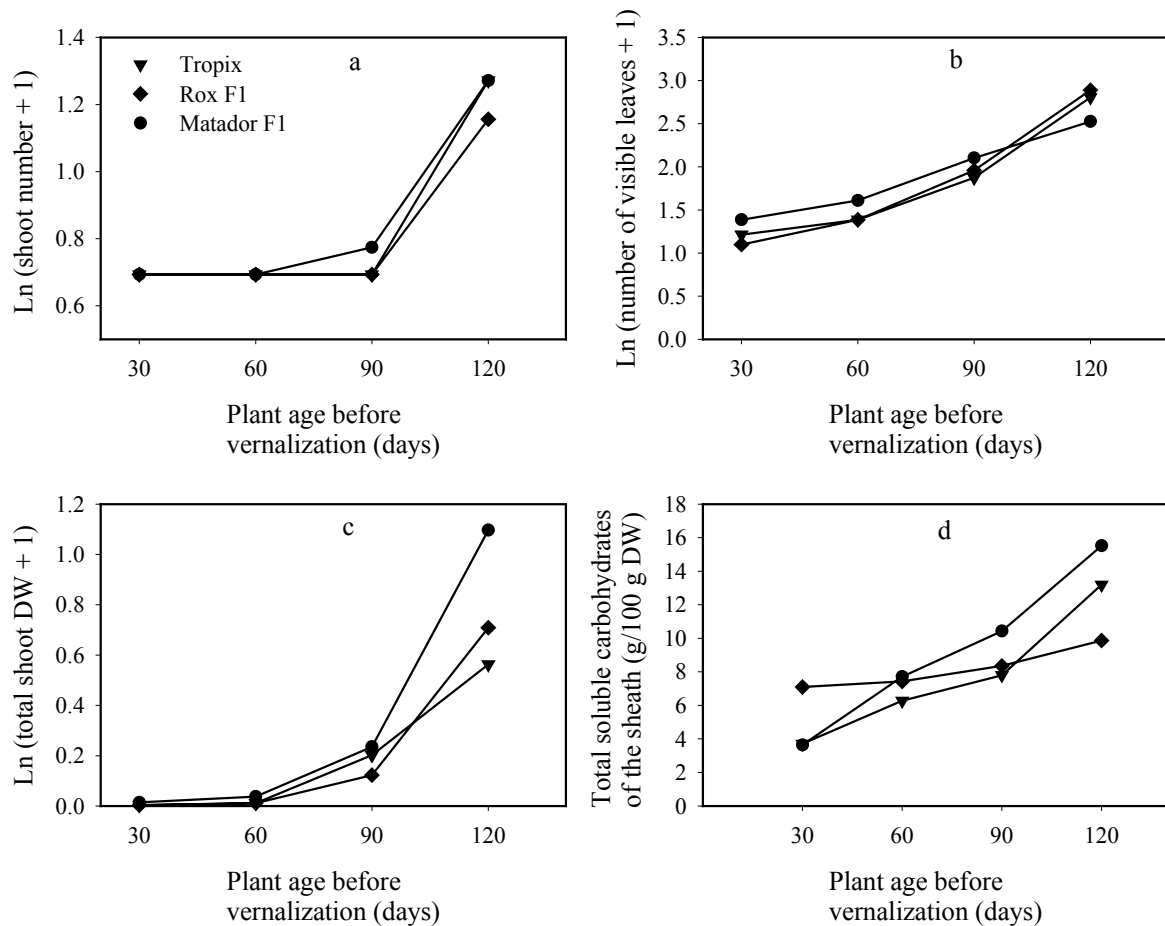 a
Tropix
Rox F1
Matador F1
Ln (shoot number + 1)
1.4
1.2
1.0
0.8
0.6
30 60 90 120
Plant age before
vernalization (days)
b
Ln (number of visible leaves + 1)
3.5
3.0
2.5
2.0
1.5
1.0
0.5
0.0
30 60 90 120
Plant age before
vernalization (days)
c
Ln (total shoot DW + 1)
1.2
1.0
0.8
0.6
0.4
0.2
0.0
30 60 90 120
Plant age before
vernalization (days)
d
Total soluble carbohydrates
of the sheath (g/100 g DW)
18
16
14
12
10
8
6
4
2
0
30 60 90 120
Plant age before
vernalization (days)